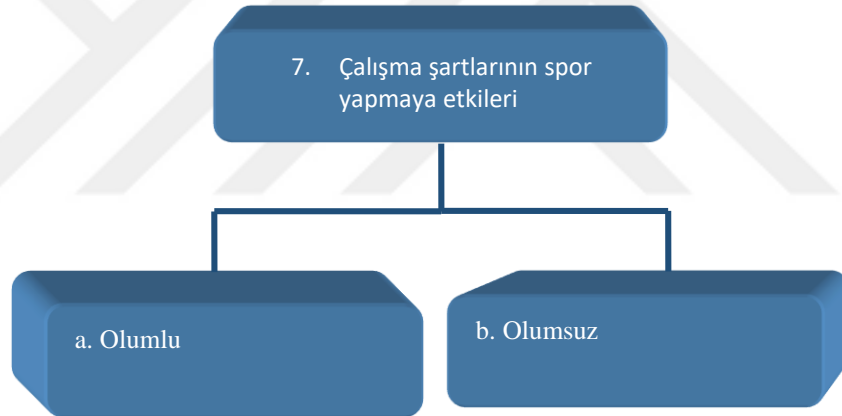 7. Çalışma şartlarının spor
yapmaya etkileri
a. Olumlu
b. Olumsuz